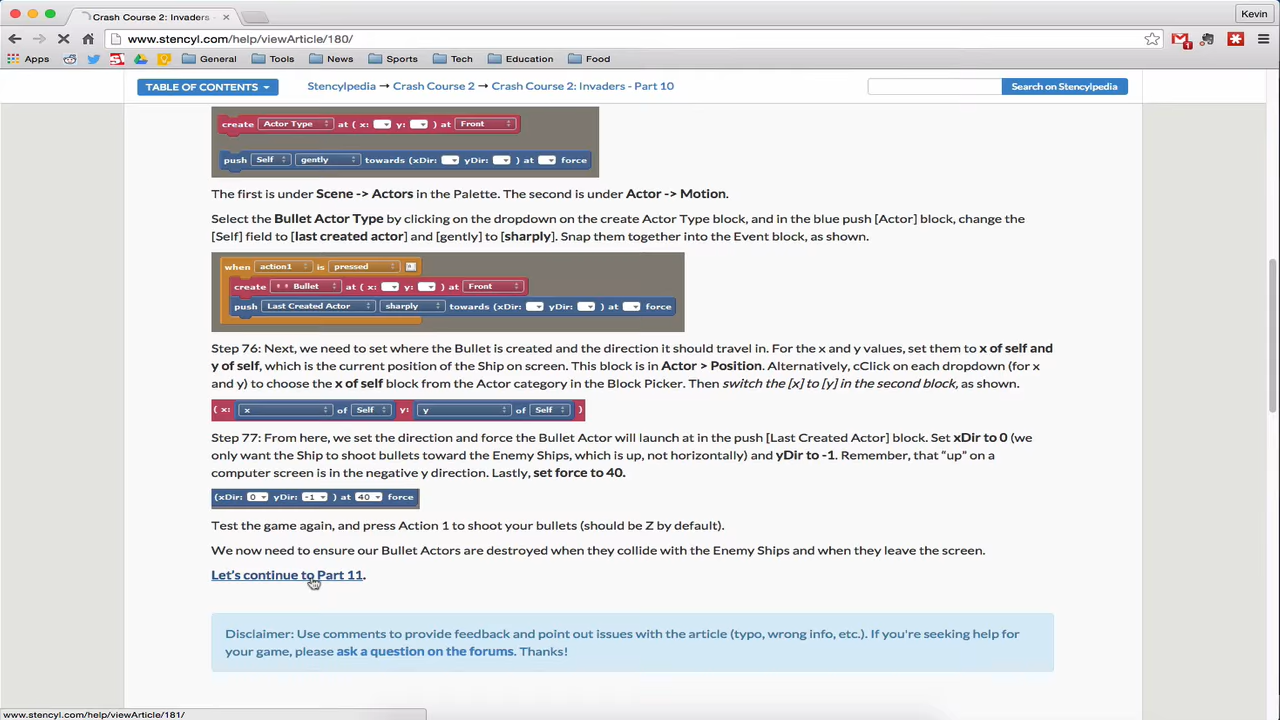 Crash Course 2: Invaders -
Kevin
www.stencyl.com/help/viewArticle/180/
Apps General Tools News Sports Tech Education Food
TABLE OF CONTENTS Stencylpedia → Crash Course 2 → Crash Course 2: Invaders - Part 10 Search on Stencylpedia
create Actor Type at ( x: y: ) at Front
push Self gently towards (xDir: yDir: ) at force
The first is under Scene -> Actors in the Palette. The second is under Actor -> Motion.
Select the Bullet Actor Type by clicking on the dropdown on the create Actor Type block, and in the blue push [Actor] block, change the
[Self] field to [last created actor] and [gently] to [sharply]. Snap them together into the Event block, as shown.
when action1 is pressed
create Bullet at ( x: y: ) at Front
push Last Created Actor sharply towards (xDir: yDir: ) at force
Step 76: Next, we need to set where the Bullet is created and the direction it should travel in. For the x and y values, set them to x of self and
y of self, which is the current position of the Ship on screen. This block is in Actor > Position. Alternatively, cClick on each dropdown (for x
and y) to choose the x of self block from the Actor category in the Block Picker. Then switch the [x] to [y] in the second block, as shown.
( x: x of Self y: y of Self )
Step 77: From here, we set the direction and force the Bullet Actor will launch at in the push [Last Created Actor] block. Set xDir to 0 (we
only want the Ship to shoot bullets toward the Enemy Ships, which is up, not horizontally) and yDir to -1. Remember, that "up" on a
computer screen is in the negative y direction. Lastly, set force to 40.
(xDir: 0 yDir: -1 ) at 40 force
Test the game again, and press Action 1 to shoot your bullets (should be Z by default).
We now need to ensure our Bullet Actors are destroyed when they collide with the Enemy Ships and when they leave the screen.
Let's continue to Part 11.
Disclaimer: Use comments to provide feedback and point out issues with the article (typo, wrong info, etc.). If you're seeking help for
your game, please ask a question on the forums. Thanks!
www.stencyl.com/help/viewArticle/181/